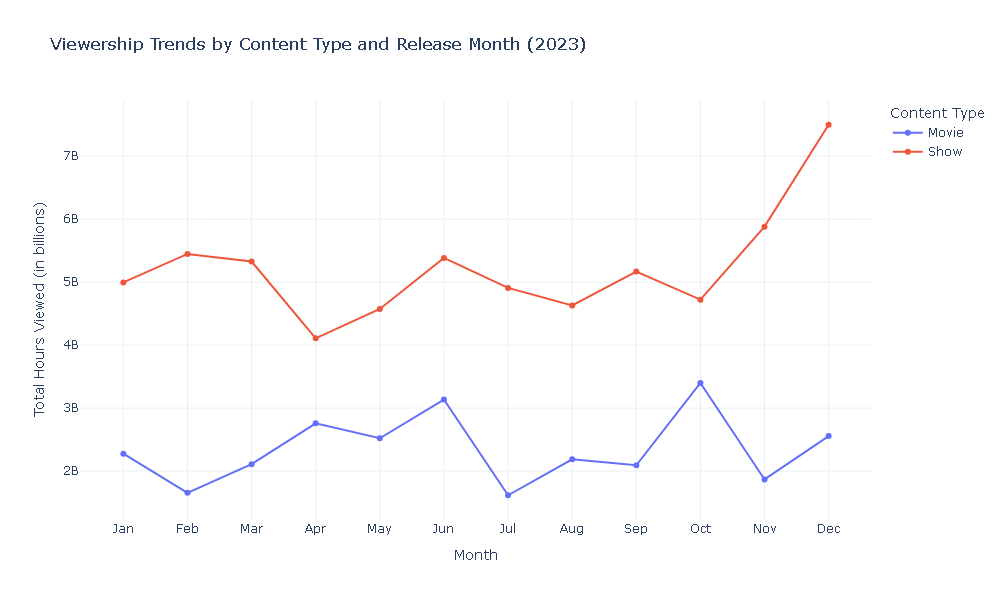 Viewership Trends by Content Type and Release Month (2023)
Content Type
Movie
Show
7B
6B
5B
4B
3B
2B
Total Hours Viewed (in billions)
Jan Feb Mar Apr May Jun Jul Aug Sep Oct Nov Dec
Month